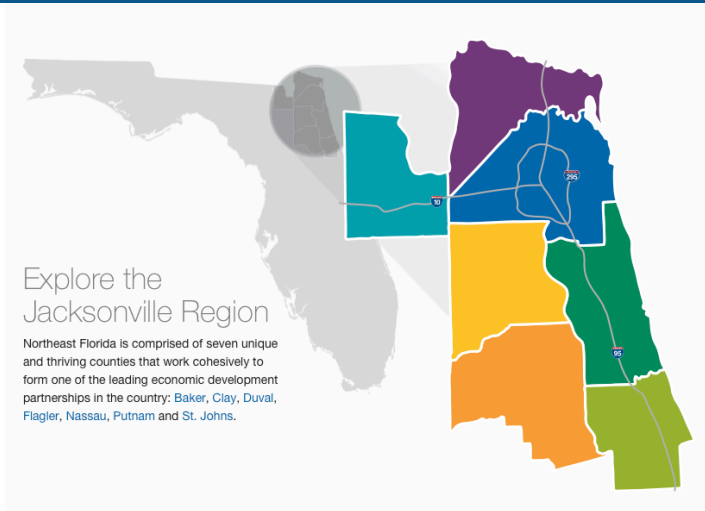 295
10
Explore the
Jacksonville Region
Northeast Florida is comprised of seven unique
and thriving counties that work cohesively to
form one of the leading economic development
partnerships in the country: Baker, Clay, Duval,
Flagler, Nassau, Putnam and St. Johns.
95